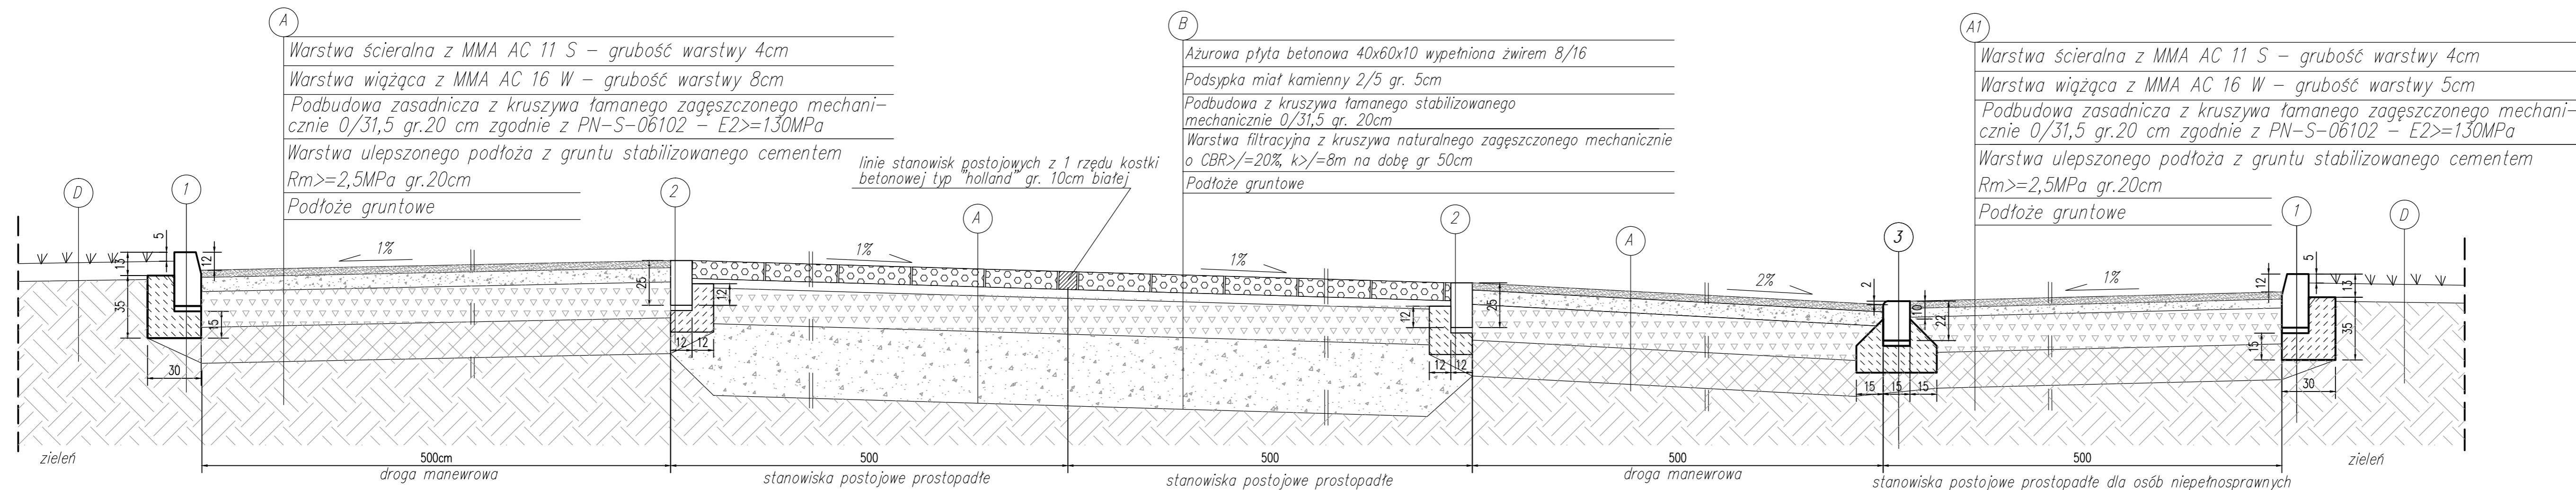 A
Warstwa ścieralna z MMA AC 11 S – grubość warstwy 4cm
Warstwa wiążąca z MMA AC 16 W – grubość warstwy 8cm
Podbudowa zasadnicza z kruszywa łamanego zagęszczonego mechani–
cznie 0/31,5 gr.20 cm zgodnie z PN–S–06102 – E2>=130MPa
Warstwa ulepszonego podłoża z gruntu stabilizowanego cementem
Rm>=2,5MPa gr.20cm
Podłoże gruntowe
linie stanowisk postojowych z 1 rzędu kostki
betonowej typ "holland" gr. 10cm białej
B
Ażurowa płyta betonowa 40x60x10 wypełniona żwirem 8/16
Podsypka miał kamienny 2/5 gr. 5cm
Podbudowa z kruszywa łamanego stabilizowanego
mechanicznie 0/31,5 gr. 20cm
Warstwa filtracyjna z kruszywa naturalnego zagęszczonego mechanicznie
o CBR>/=20%, k>/=8m na dobę gr 50cm
Podłoże gruntowe
A1
Warstwa ścieralna z MMA AC 11 S – grubość warstwy 4cm
Warstwa wiążąca z MMA AC 16 W – grubość warstwy 5cm
Podbudowa zasadnicza z kruszywa łamanego zagęszczonego mechani–
cznie 0/31,5 gr.20 cm zgodnie z PN–S–06102 – E2>=130MPa
Warstwa ulepszonego podłoża z gruntu stabilizowanego cementem
Rm>=2,5MPa gr.20cm
Podłoże gruntowe
D
1
2
A
2
A
3
1
D
5
13
12
35
15
30
1%
25
12
12
12
1%
1%
12
25
12
12
2%
2
10
22
15
15
15
1%
12
5
13
35
15
30
zieleń
500cm
droga manewrowa
500
stanowiska postojowe prostopadłe
500
stanowiska postojowe prostopadłe
500
droga manewrowa
500
stanowiska postojowe prostopadłe dla osób niepełnosprawnych
zieleń